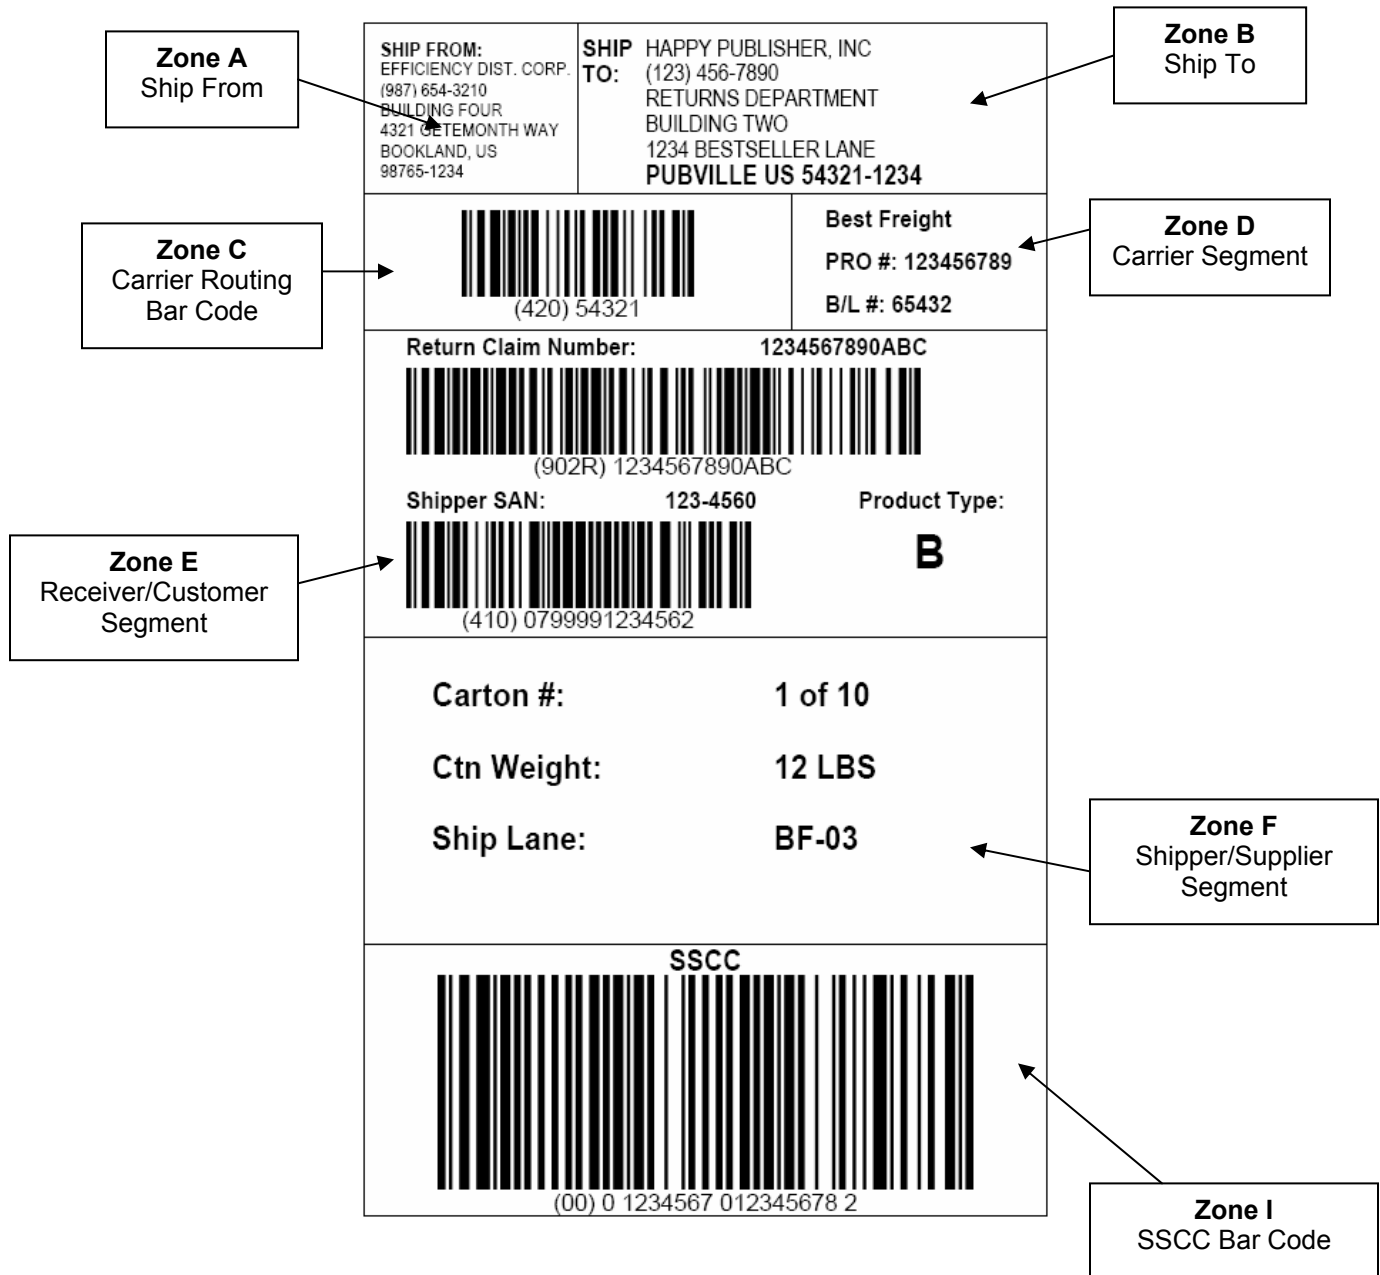 Zone A
Ship From
SHIP FROM:
EFFICIENCY DIST. CORP.
(987) 654-3210
BUILDING FOUR
4321 GETEMONTH WAY
BOOKLAND, US
98765-1234
SHIP TO:
HAPPY PUBLISHER, INC
(123) 456-7890
RETURNS DEPARTMENT
BUILDING TWO
1234 BESTSELLER LANE
PUBVILLE US 54321-1234
Zone B
Ship To
Zone C
Carrier Routing
Bar Code
(420) 54321
Best Freight
PRO #: 123456789
B/L #: 65432
Zone D
Carrier Segment
Return Claim Number: 1234567890ABC
(902R) 1234567890ABC
Shipper SAN: 123-4560 Product Type:
B
(410) 0799991234562
Zone E
Receiver/Customer
Segment
Carton #: 1 of 10
Ctn Weight: 12 LBS
Ship Lane: BF-03
Zone F
Shipper/Supplier
Segment
SSCC
(00) 0 1234567 012345678 2
Zone I
SSCC Bar Code